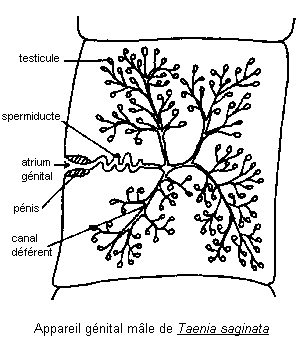 testicule
spermiducte
atrium
génital
pénis
canal
déférent
Appareil génital mâle de Taenia saginata